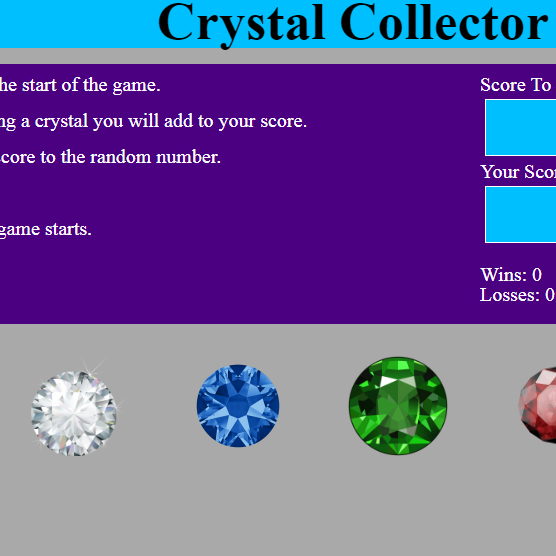 Crystal Collector
he start of the game.
Score To
ng a crystal you will add to your score.
core to the random number.
Your Scor
game starts.
Wins: 0
Losses: 0